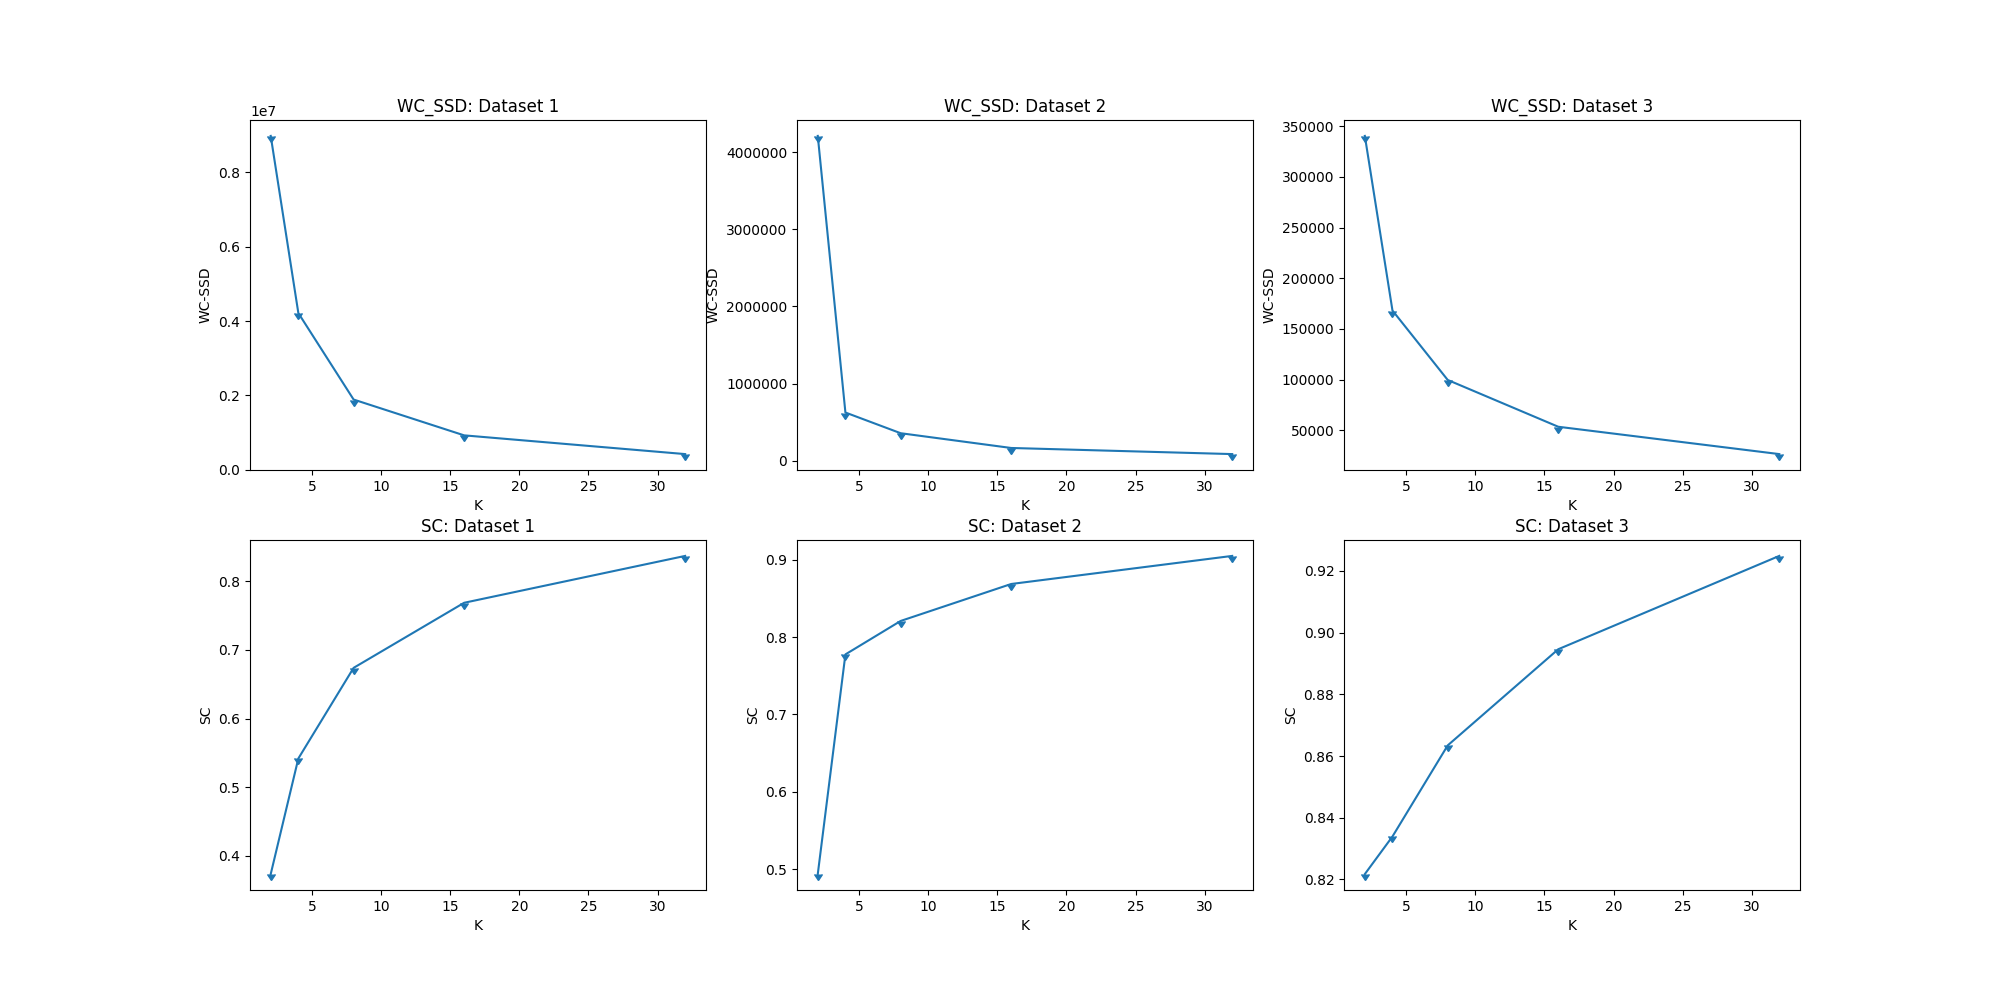 WC_SSD: Dataset 1
1e7
0.8
0.6
0.4
0.2
0.0
WC-SSD
5 10 15 20 25 30
K
WC_SSD: Dataset 2
4000000
3000000
2000000
1000000
0
WC-SSD
5 10 15 20 25 30
K
WC_SSD: Dataset 3
350000
300000
250000
200000
150000
100000
50000
WC-SSD
5 10 15 20 25 30
K
SC: Dataset 1
0.8
0.7
0.6
0.5
0.4
SC
5 10 15 20 25 30
K
SC: Dataset 2
0.9
0.8
0.7
0.6
0.5
SC
5 10 15 20 25 30
K
SC: Dataset 3
0.92
0.90
0.88
0.86
0.84
0.82
SC
5 10 15 20 25 30
K